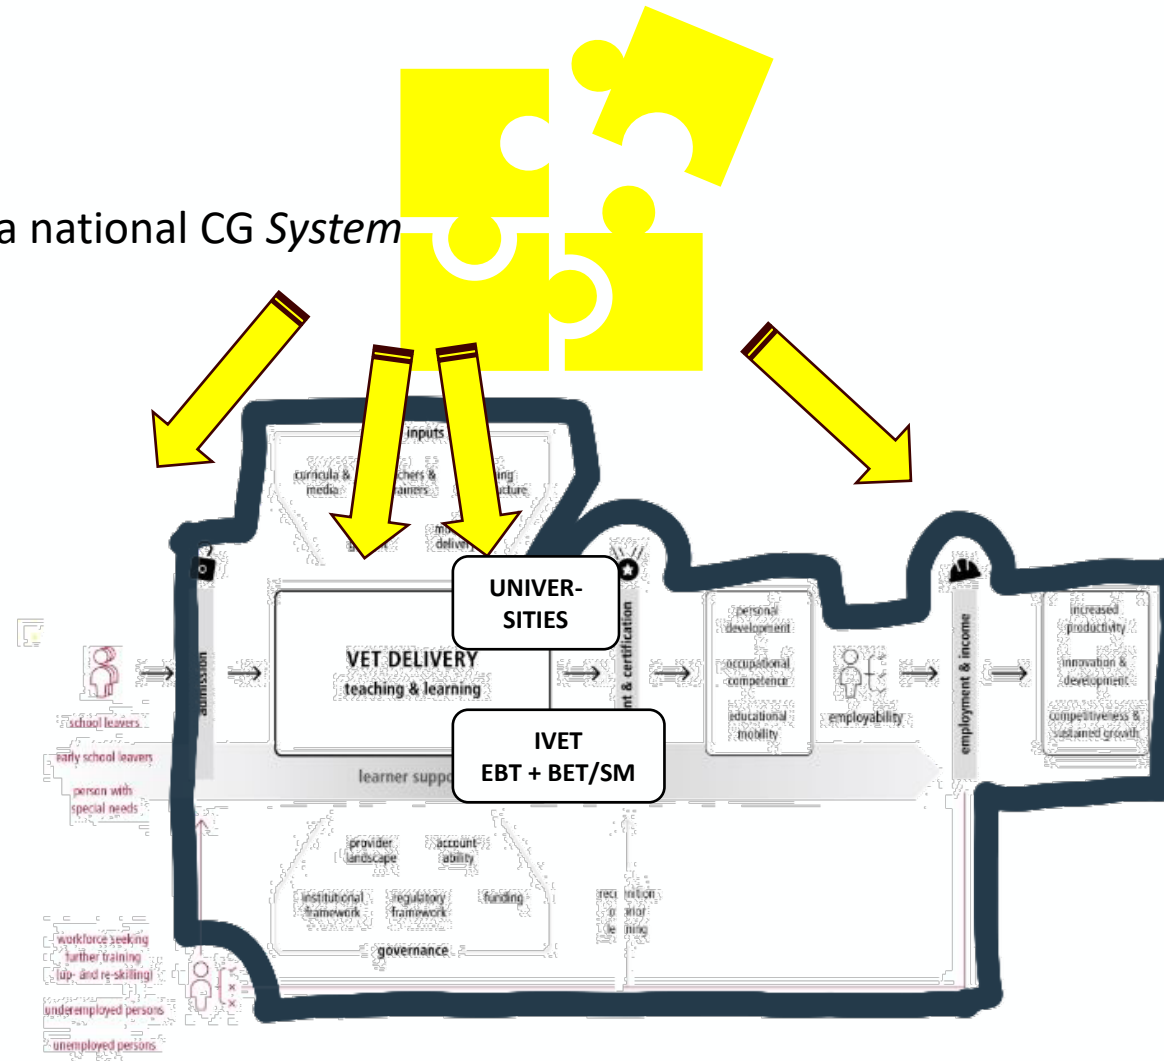 a national CG System
inputs
curricula &
media
delivery
UNIVER-
SITIES
VET DELIVERY
teaching & learning
admission
& certification
personal
development
occupational
competence
educational
mobility
employability
employment & income
increased
productivity
innovation &
development
competitiveness &
sustained growth
school leavers
early school leavers
person with
special needs
IVET
EBT + BET/SM
learner
provider
landscape
account-
ability
institutional
framework
regulatory
framework
funding
governance
workforce seeking
further training
(up- and re-skilling)
underemployed persons
unemployed persons